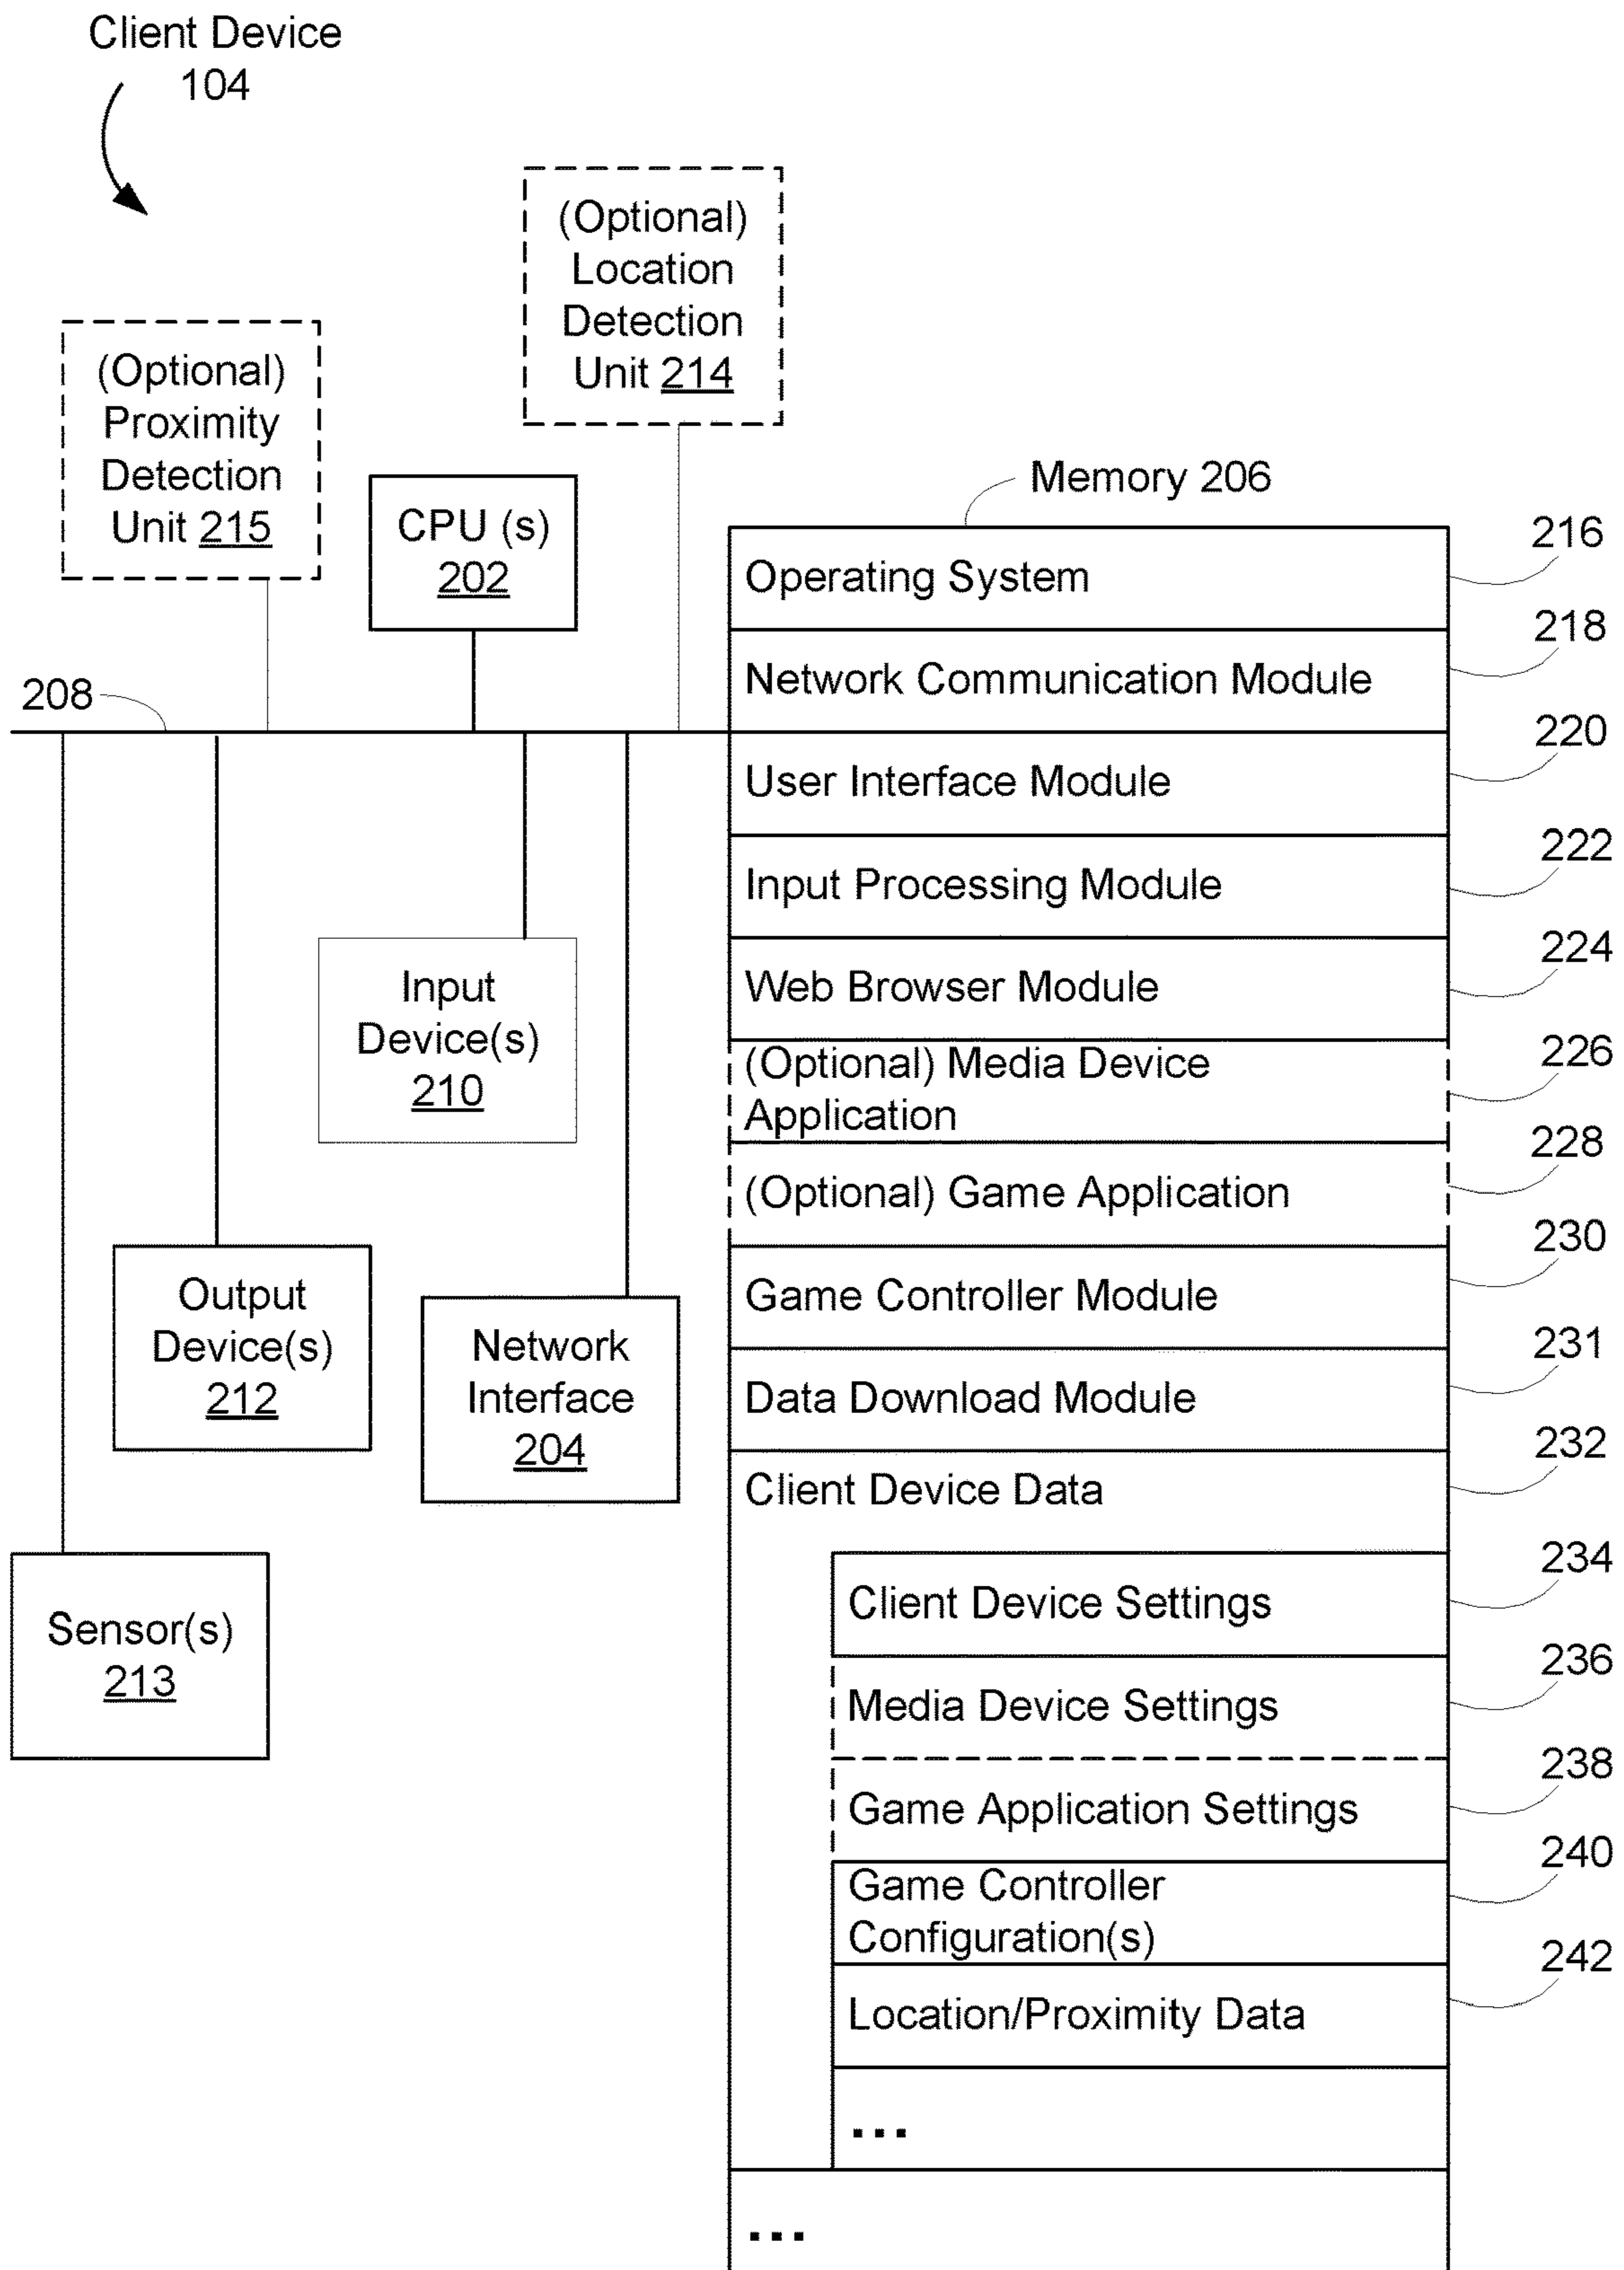 Client Device
104
(Optional)
Location
Detection
Unit 214
(Optional)
Proximity
Detection
Unit 215
CPU (s)
202
208
Input
Device(s)
210
Output
Device(s)
212
Network
Interface
204
Sensor(s)
213
Memory 206
Operating System
216
Network Communication Module
218
User Interface Module
220
Input Processing Module
222
Web Browser Module
224
(Optional) Media Device
Application
226
(Optional) Game Application
228
Game Controller Module
230
Data Download Module
231
Client Device Data
232
Client Device Settings
234
Media Device Settings
236
Game Application Settings
238
Game Controller
Configuration(s)
240
Location/Proximity Data
242
...
...